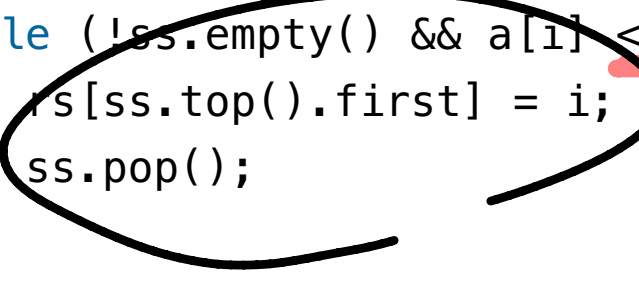 le (!ss.empty() && a[i] <
rs[ss.top().first] = i;
ss.pop();